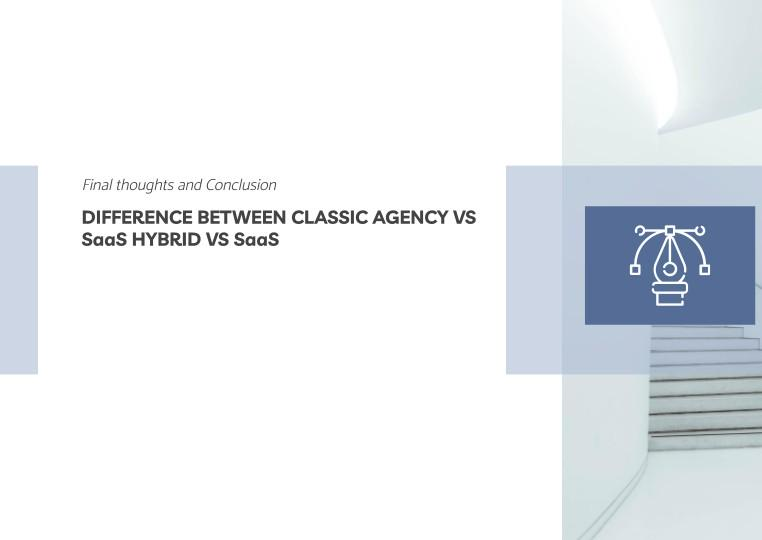 Final thoughts and Conclusion
DIFFERENCE BETWEEN CLASSIC AGENCY VS
SaaS HYBRID VS SaaS